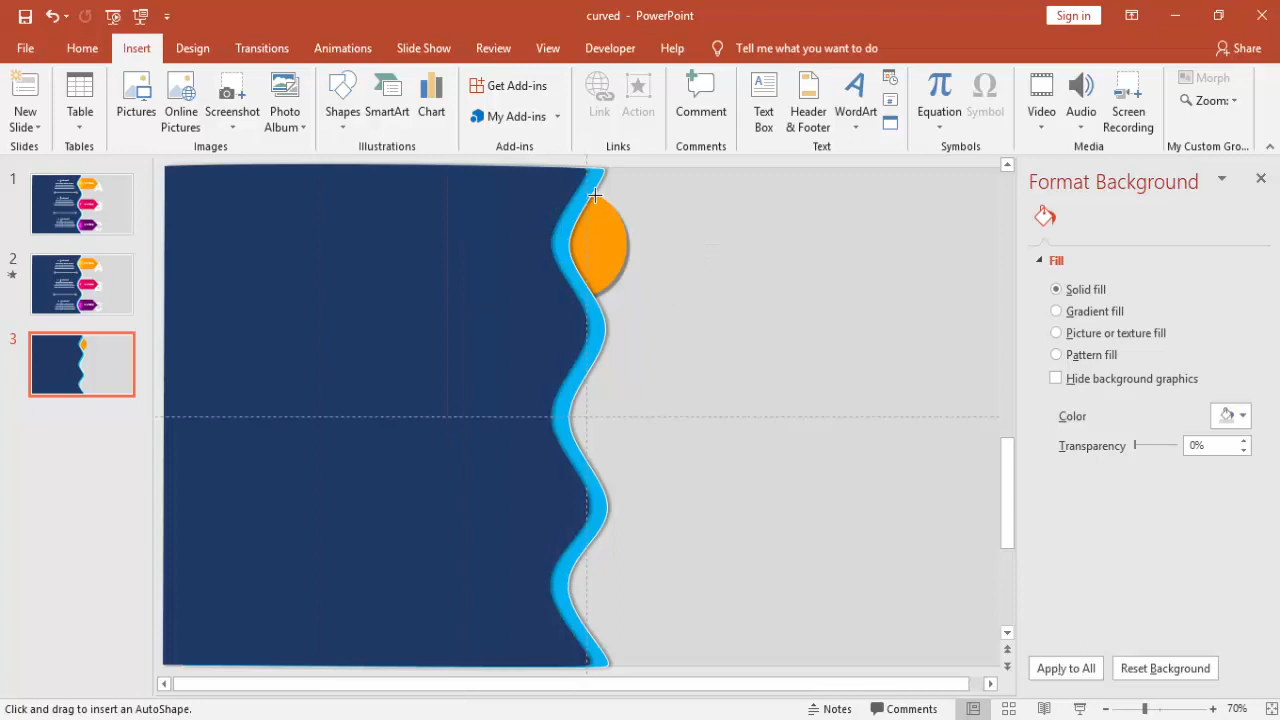 curved - PowerPoint
Sign in
File Home Insert Design Transitions Animations Slide Show Review View Developer Help Tell me what you want to do Share
New Slide
Table
Pictures
Online Pictures
Screenshot
Photo Album
Shapes
SmartArt
Chart
Get Add-ins
My Add-ins
Link
Action
Comment
Text Box
Header & Footer
WordArt
Equation
Symbol
Video
Audio
Screen Recording
Morph
Zoom:
Slides Tables Images Illustrations Add-ins Links Comments Text Symbols Media My Custom Gro...
1
2
3
Format Background
Fill
Solid fill
Gradient fill
Picture or texture fill
Pattern fill
Hide background graphics
Color
Transparency 0%
Apply to All Reset Background
Click and drag to insert an AutoShape. Notes Comments 70%